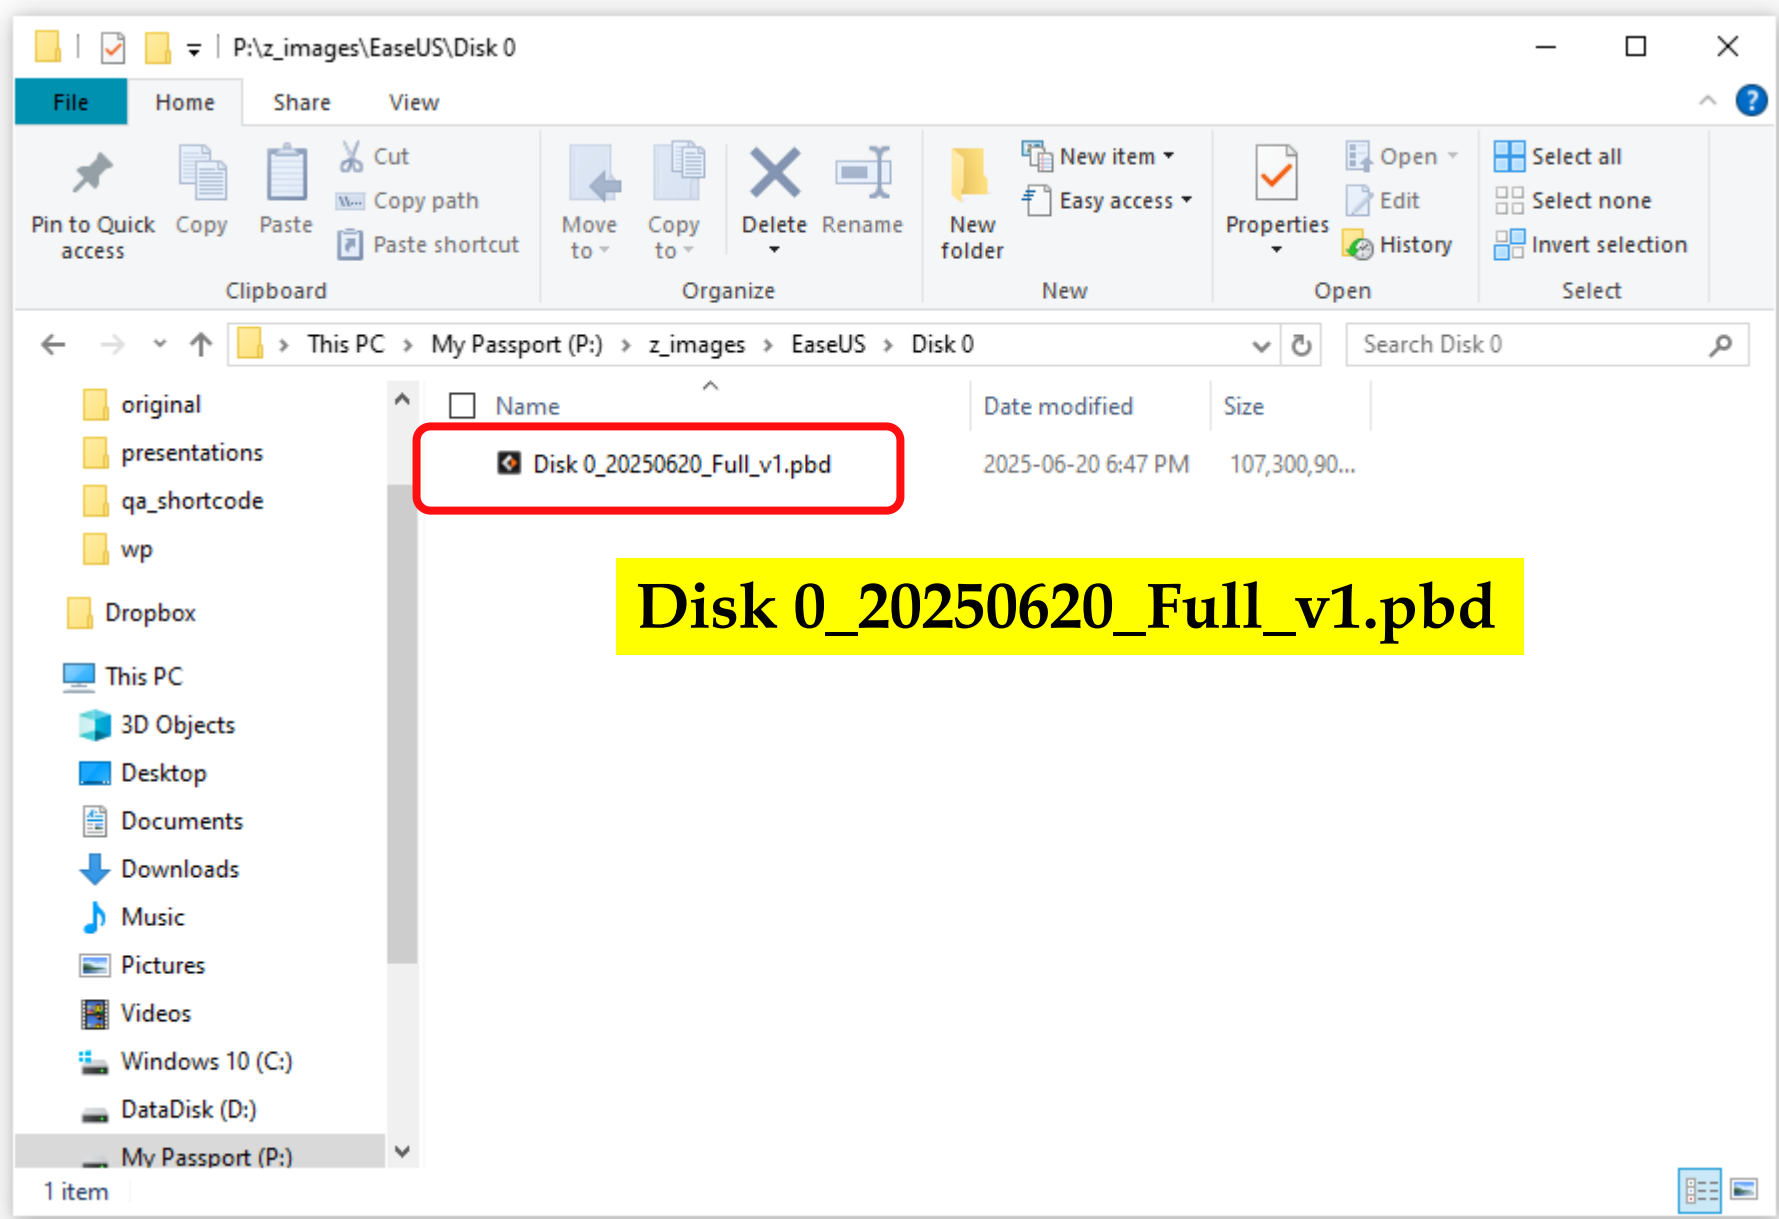 P:\z_images\EaseUS\Disk 0
File Home Share View
?
Pin to Quick access
Copy
Paste
Cut
Copy path
Paste shortcut
Clipboard
Move to
Copy to
Delete
Rename
Organize
New folder
New item
Easy access
New
Properties
Open
Edit
History
Open
Select all
Select none
Invert selection
Select
This PC > My Passport (P:) > z_images > EaseUS > Disk 0
Search Disk 0
Name Date modified Size
Disk 0_20250620_Full_v1.pbd 2025-06-20 6:47 PM 107,300,90...
Disk 0_20250620_Full_v1.pbd
original
presentations
qa_shortcode
wp
Dropbox
This PC
3D Objects
Desktop
Documents
Downloads
Music
Pictures
Videos
Windows 10 (C:)
DataDisk (D:)
My Passport (P:)
1 item